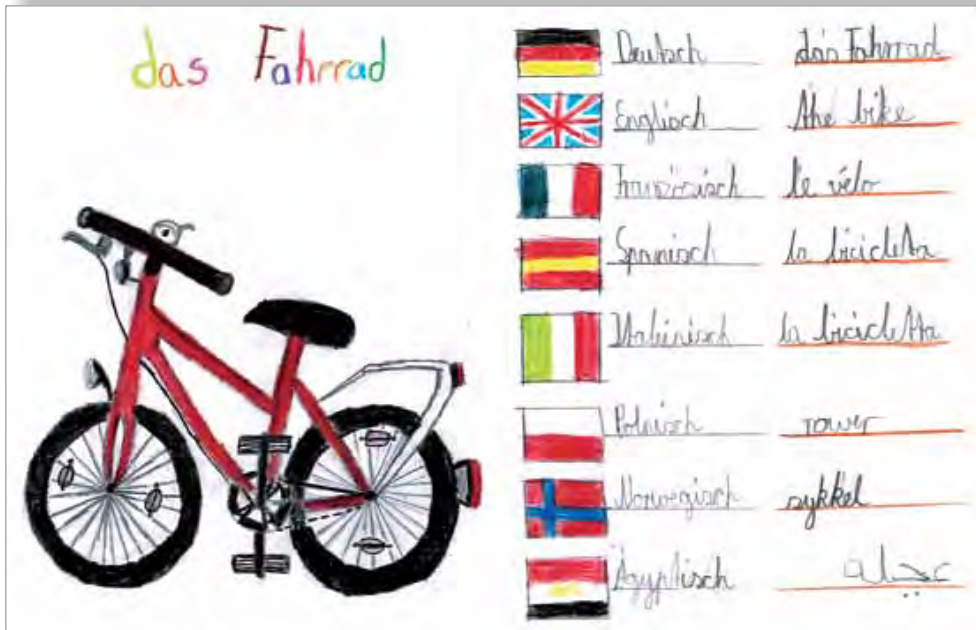 das Fahrrad
Deutsch das Fahrrad
Englisch the bike
Französisch le vélo
Spanisch la bicicleta
Italienisch la bicicletta
Polnisch rower
Norwegisch sykkel
Ägyptisch عجلة